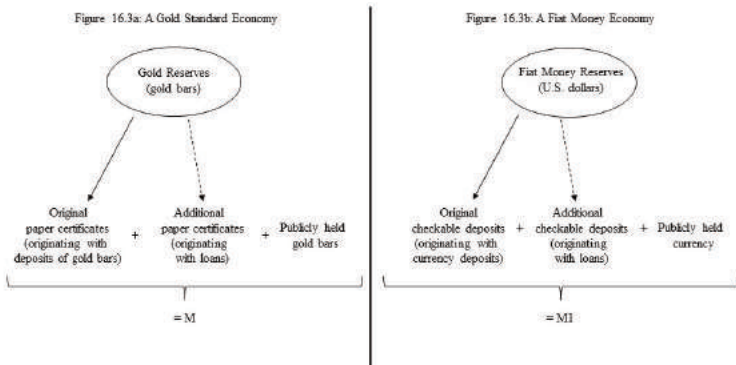 Figure 16.3a: A Gold Standard Economy
Gold Reserves
(gold bars)
Original
paper certificates
(originating with
deposits of gold bars)
+
Additional
paper certificates
(originating
with loans)
+
Publicly held
gold bars
= M
Figure 16.3b: A Fiat Money Economy
Fiat Money Reserves
(U.S. dollars)
Original
checkable deposits
(originating with
currency deposits)
+
Additional
checkable deposits
(originating
with loans)
+
Publicly held
currency
= M1